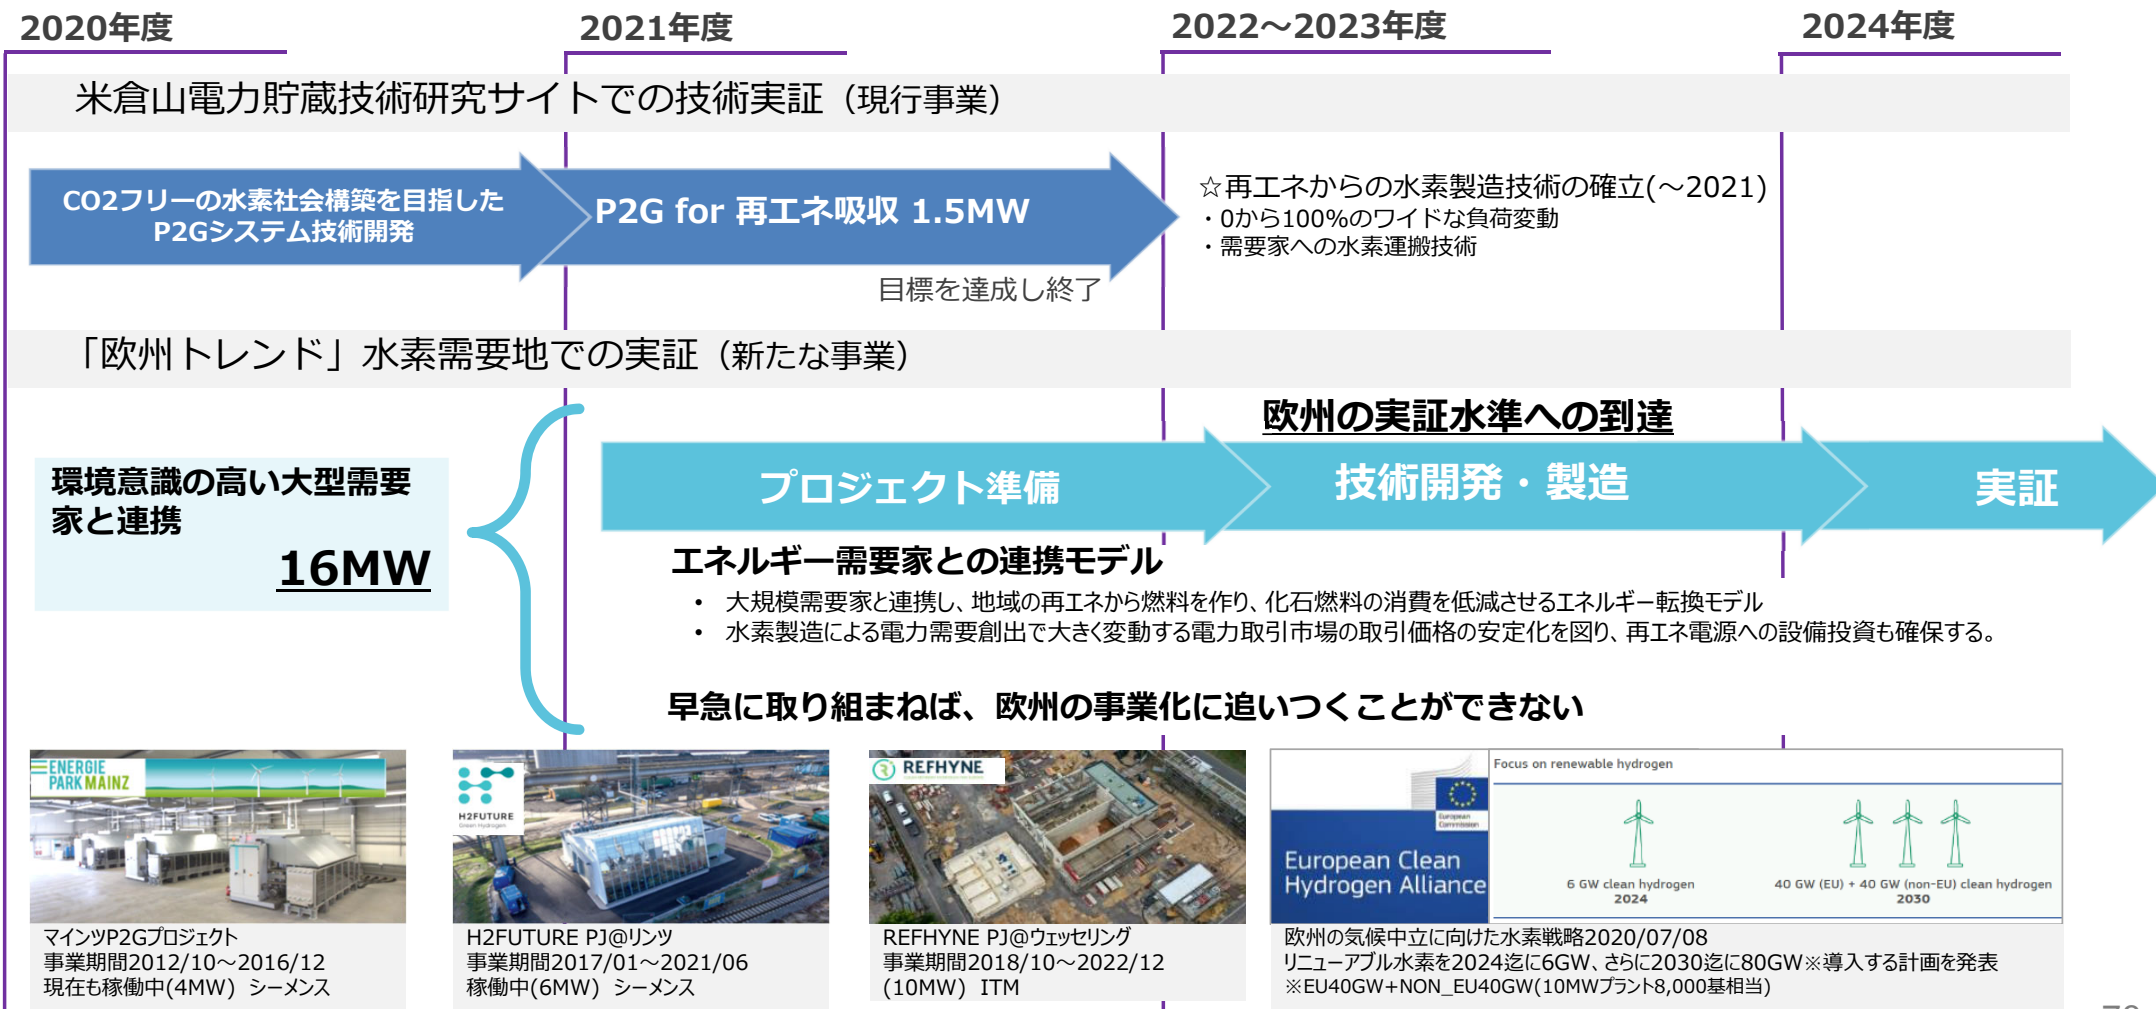 2020年度
2021年度
2022～2023年度
2024年度
米倉山電力貯蔵技術研究サイトでの技術実証（現行事業）
CO2フリーの水素社会構築を目指した
P2Gシステム技術開発
P2G for 再エネ吸収 1.5MW
☆再エネからの水素製造技術の確立(～2021)
・0から100%のワイドな負荷変動
・需要家への水素運搬技術
目標を達成し終了
「欧州トレンド」水素需要地での実証（新たな事業）
欧州の実証水準への到達
環境意識の高い大型需要
家と連携
16MW
プロジェクト準備
技術開発・製造
実証
エネルギー需要家との連携モデル
• 大規模需要家と連携し、地域の再エネから燃料を作り、化石燃料の消費を低減させるエネルギー転換モデル
• 水素製造による電力需要創出で大きく変動する電力取引市場の取引価格の安定化を図り、再エネ電源への設備投資も確保する。
早急に取り組まねば、欧州の事業化に追いつくことができない
ENERGIE
PARK MAINZ
H2FUTURE
Green Hydrogen
REFHYNE
European
Commission
European Clean
Hydrogen Alliance
Focus on renewable hydrogen
6 GW clean hydrogen
2024
40 GW (EU) + 40 GW (non-EU) clean hydrogen
2030
マインツP2Gプロジェクト
事業期間2012/10～2016/12
現在も稼働中(4MW) シーメンス
H2FUTURE PJ@リンツ
事業期間2017/01～2021/06
稼働中(6MW) シーメンス
REFHYNE PJ@ウェッセリング
事業期間2018/10～2022/12
(10MW) ITM
欧州の気候中立に向けた水素戦略2020/07/08
リニューアブル水素を2024迄に6GW、さらに2030迄に80GW※導入する計画を発表
※EU40GW+NON_EU40GW(10MWプラント8,000基相当)